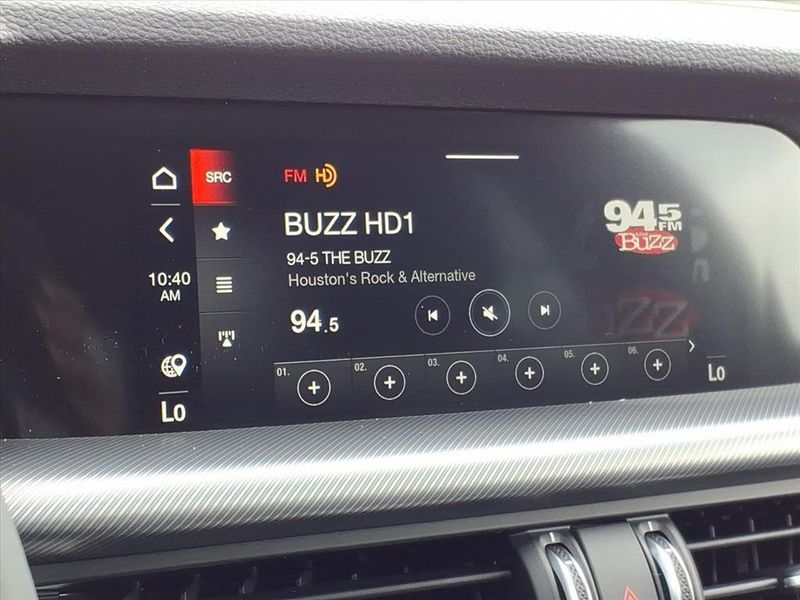 SRC
FM HD
BUZZ HD1
94-5 THE BUZZ
Houston's Rock & Alternative
94.5
94.5 FM
the
Buzz
10:40
AM
01. 02. 03. 04. 05. 06.
Lo
Lo